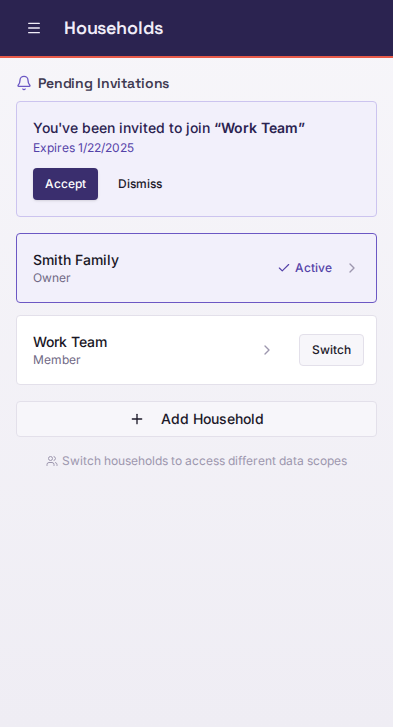 Households
Pending Invitations
You've been invited to join “Work Team”
Expires 1/22/2025
Accept
Dismiss
Smith Family
Owner
Active
Work Team
Member
Switch
Add Household
Switch households to access different data scopes